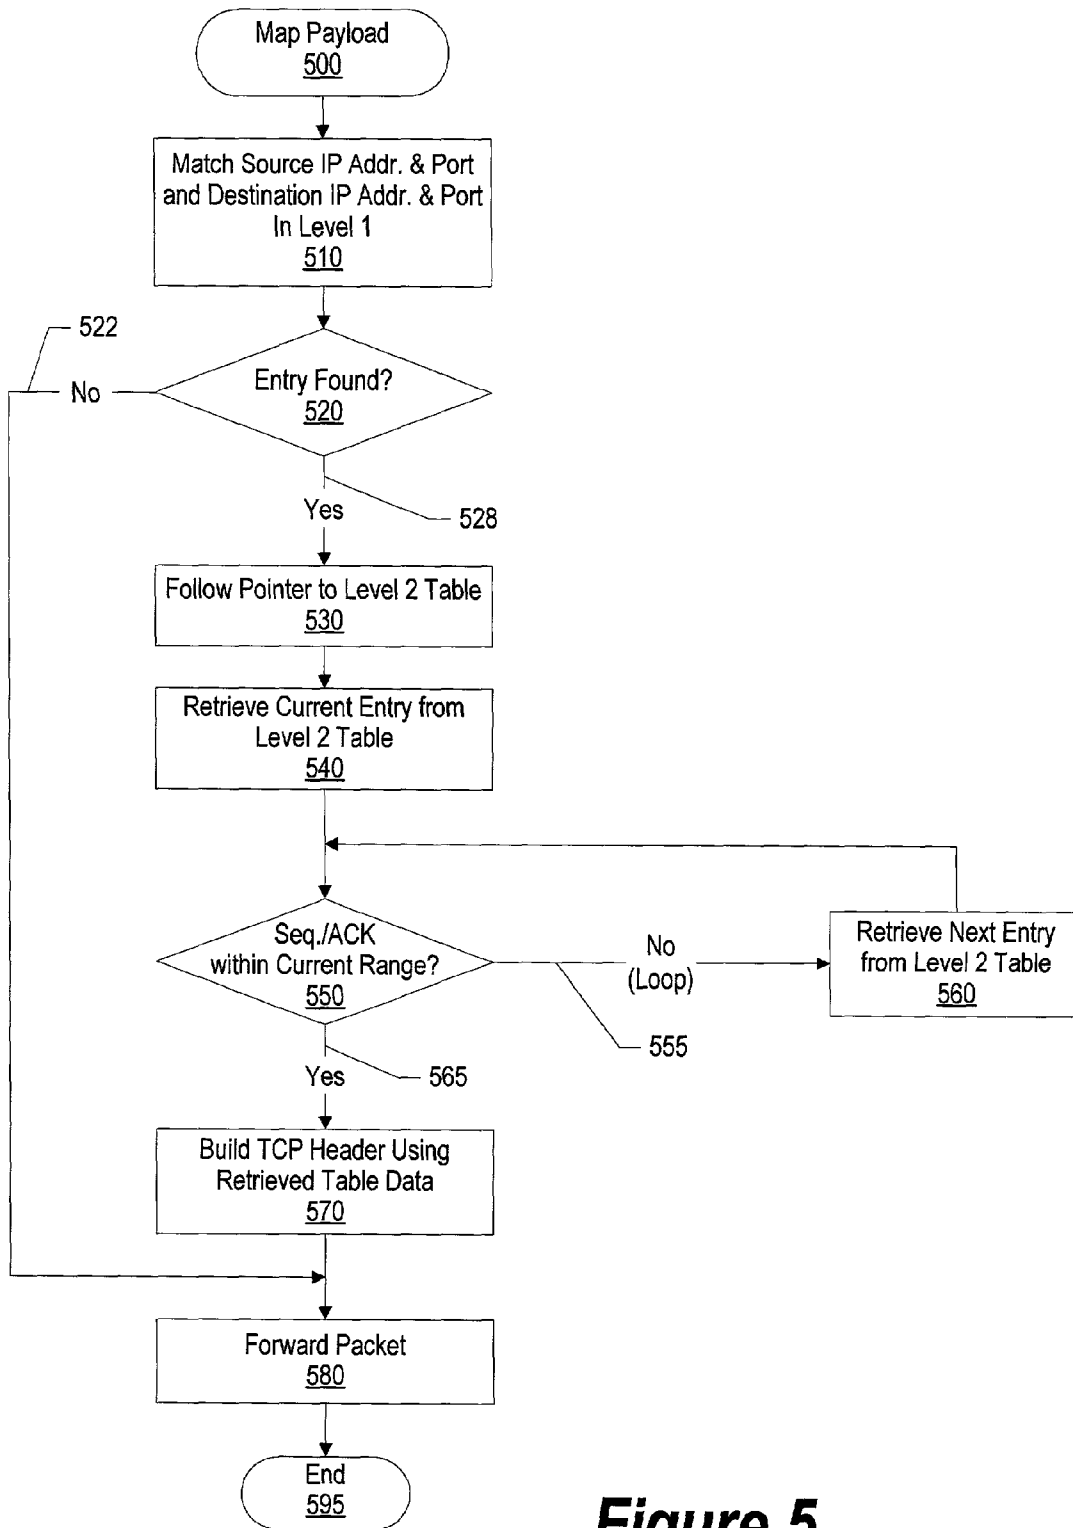 Map Payload
500
Match Source IP Addr. & Port
and Destination IP Addr. & Port
In Level 1
510
522
No
Entry Found?
520
Yes
528
Follow Pointer to Level 2 Table
530
Retrieve Current Entry from
Level 2 Table
540
Seq./ACK
within Current Range?
550
No
(Loop)
Retrieve Next Entry
from Level 2 Table
560
555
Yes
565
Build TCP Header Using
Retrieved Table Data
570
Forward Packet
580
End
595
Figure 5